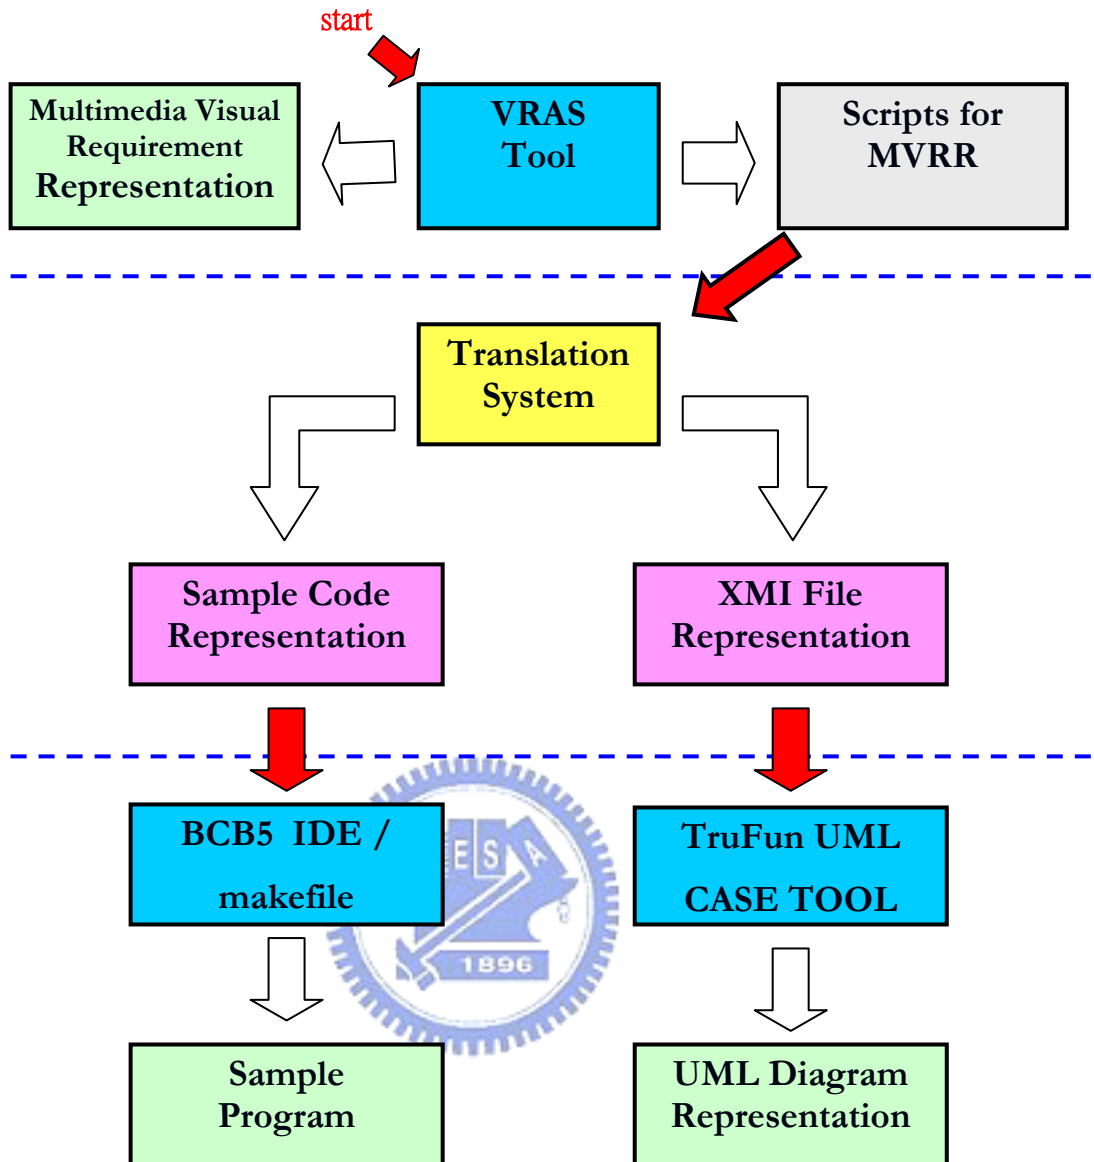 start
Multimedia Visual
Requirement
Representation
VRAS
Tool
Scripts for
MVRR
Translation
System
Sample Code
Representation
XMI File
Representation
BCB5 IDE /
makefile
TruFun UML
CASE TOOL
E S A
1896
Sample
Program
UML Diagram
Representation